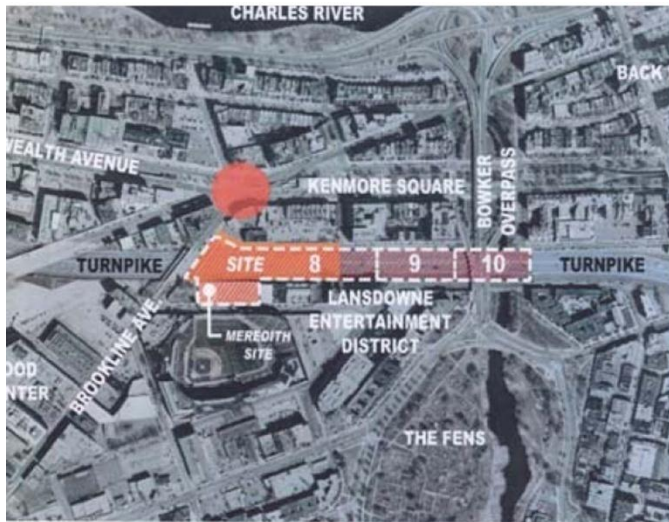 CHARLES RIVER
BACK
WEALTH AVENUE
KENMORE SQUARE
BOWKER
OVERPASS
TURNPIKE
SITE 8
9
10
TURNPIKE
LANSDOWNE
ENTERTAINMENT
DISTRICT
MEREDITH
SITE
BROOKLINE AVE.
OOD
NTER
THE FENS